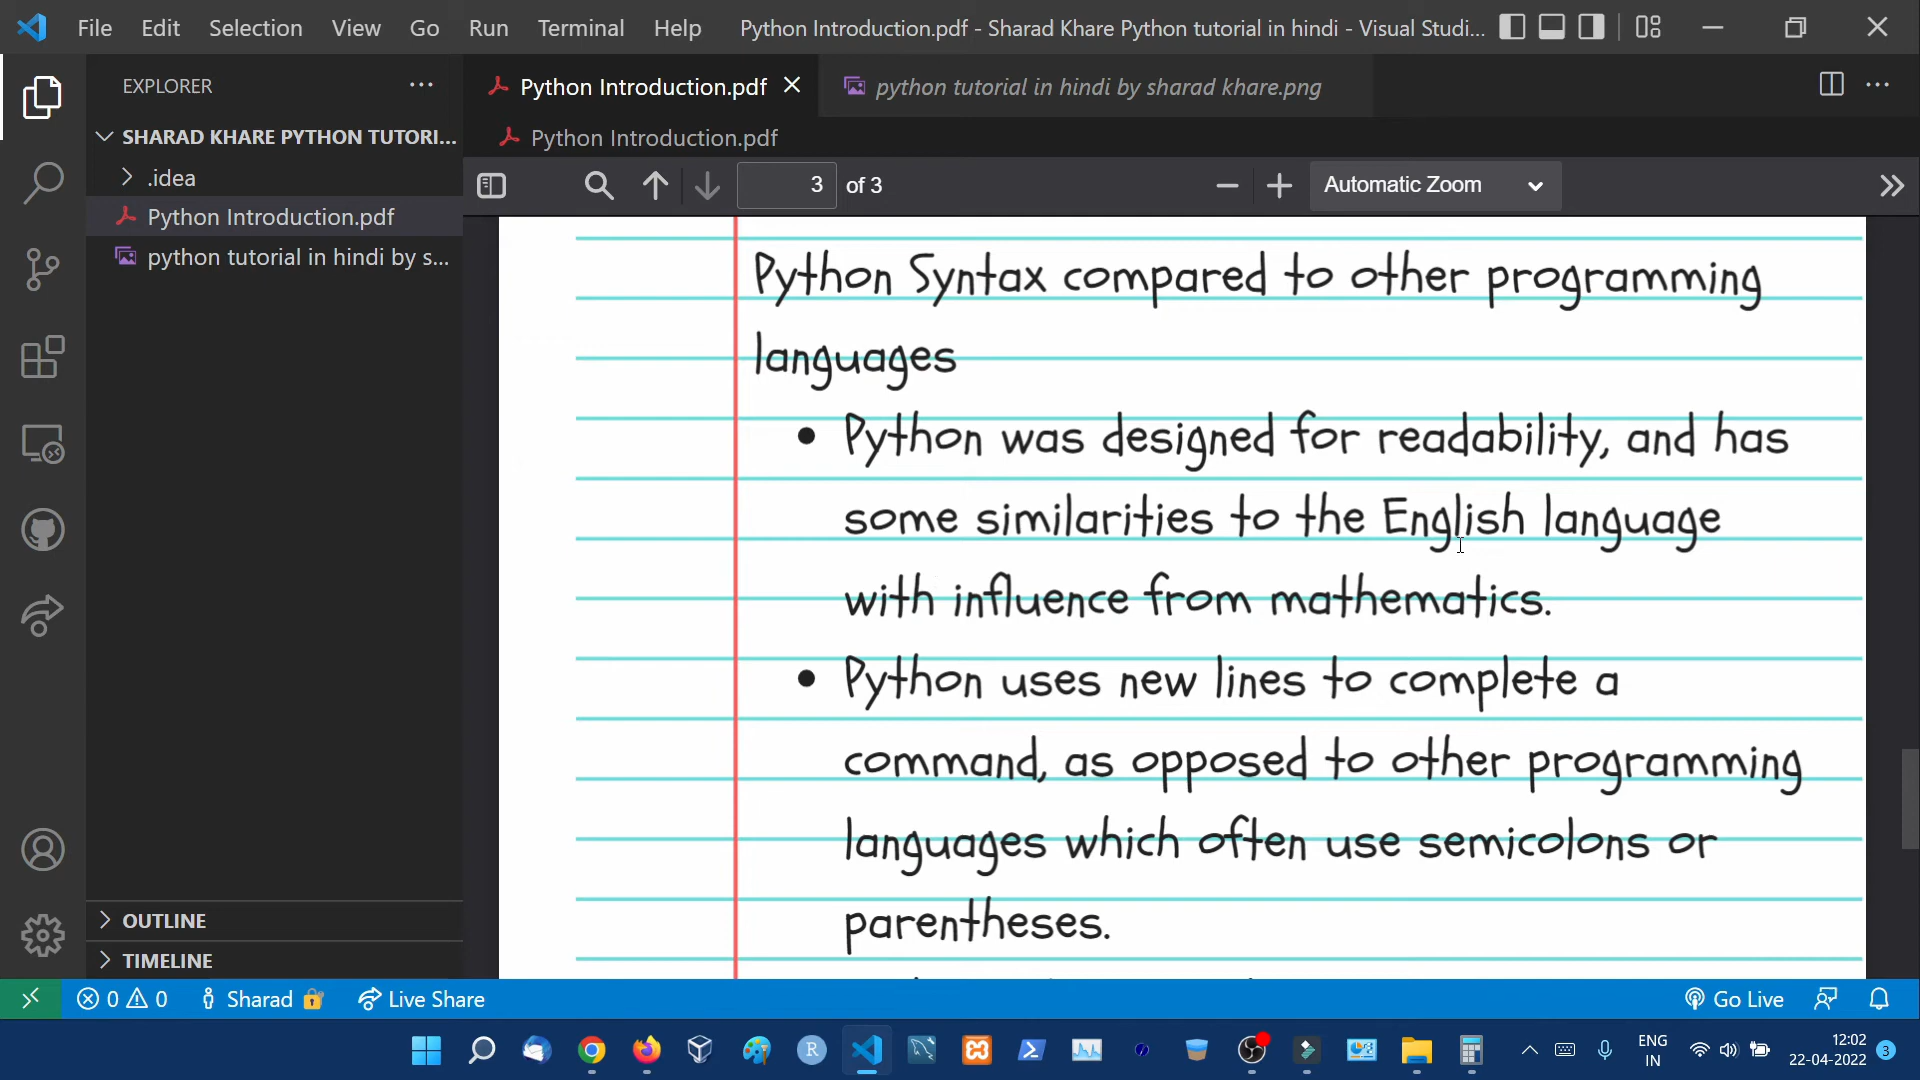 File Edit Selection View Go Run Terminal Help Python Introduction.pdf - Sharad Khare Python tutorial in hindi - Visual Studi...
EXPLORER ···
Python Introduction.pdf
python tutorial in hindi by sharad khare.png
SHARAD KHARE PYTHON TUTORI...
Python Introduction.pdf
.idea
3 of 3 Automatic Zoom
Python Introduction.pdf
python tutorial in hindi by s...
Python Syntax compared to other programming
languages
• Python was designed for readability, and has
some similarities to the English language
with influence from mathematics.
• Python uses new lines to complete a
command, as opposed to other programming
languages which often use semicolons or
parentheses.
OUTLINE
TIMELINE
0 0 Sharad Live Share Go Live
R
ENG
IN
12:02
22-04-2022
3